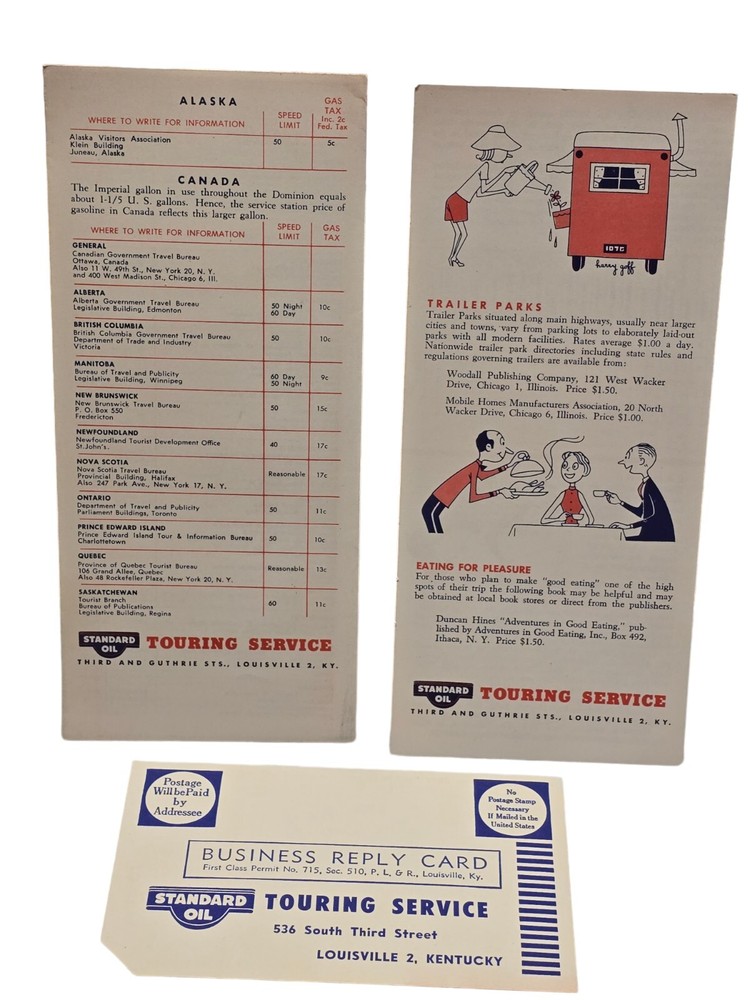 ALASKA
WHERE TO WRITE FOR INFORMATION
SPEED
LIMIT
GAS
TAX
Inc. 2c
Fed. Tax
Alaska Visitors Association
Klein Building
Juneau, Alaska
50
5c
CANADA
The Imperial gallon in use throughout the Dominion equals
about 1-1/5 U. S. gallons. Hence, the service station price of
gasoline in Canada reflects this larger gallon.
WHERE TO WRITE FOR INFORMATION
SPEED
LIMIT
GAS
TAX
GENERAL
Canadian Government Travel Bureau
Ottawa, Canada
Also 11 W. 49th St., New York 20, N. Y.
and 400 West Madison St., Chicago 6, Ill.
ALBERTA
Alberta Government Travel Bureau
Legislative Building, Edmonton
50 Night
60 Day
10c
BRITISH COLUMBIA
British Columbia Government Travel Bureau
Department of Trade and Industry
Victoria
50
10c
MANITOBA
Bureau of Travel and Publicity
Legislative Building, Winnipeg
60 Day
50 Night
9c
NEW BRUNSWICK
New Brunswick Travel Bureau
P. O. Box 550
Fredericton
50
15c
NEWFOUNDLAND
Newfoundland Tourist Development Office
St. John's.
40
17c
NOVA SCOTIA
Nova Scotia Travel Bureau
Provincial Building, Halifax
Also 247 Park Ave., New York 17, N. Y.
Reasonable
17c
ONTARIO
Department of Travel and Publicity
Parliament Buildings, Toronto
50
11c
PRINCE EDWARD ISLAND
Prince Edward Island Tour & Information Bureau
Charlottetown
50
10c
QUEBEC
Province of Quebec Tourist Bureau
106 Grand Allee, Quebec
Also 48 Rockefeller Plaza, New York 20, N. Y.
Reasonable
13c
SASKATCHEWAN
Tourist Branch
Bureau of Publications
Legislative Building, Regina
60
11c
STANDARD
OIL
TOURING SERVICE
THIRD AND GUTHRIE STS., LOUISVILLE 2, KY.
harry goff
TRAILER PARKS
Trailer Parks situated along main highways, usually near larger
cities and towns, vary from parking lots to elaborately laid-out
parks with all modern facilities. Rates average $1.00 a day.
Nationwide trailer park directories including state rules and
regulations governing trailers are available from:
Woodall Publishing Company, 121 West Wacker
Drive, Chicago 1, Illinois. Price $1.50.
Mobile Homes Manufacturers Association, 20 North
Wacker Drive, Chicago 6, Illinois. Price $1.00.
EATING FOR PLEASURE
For those who plan to make "good eating" one of the high
spots of their trip the following book may be helpful and may
be obtained at local book stores or direct from the publishers.
Duncan Hines "Adventures in Good Eating," pub-
lished by Adventures in Good Eating, Inc., Box 492,
Ithaca, N. Y. Price $1.50.
STANDARD
OIL
TOURING SERVICE
THIRD AND GUTHRIE STS., LOUISVILLE 2, KY.
Postage
Will be Paid
by
Addressee
No
Postage Stamp
Necessary
If Mailed in the
United States
BUSINESS REPLY CARD
First Class Permit No. 715, Sec. 510, P. L. & R., Louisville, Ky.
STANDARD
OIL
TOURING SERVICE
536 South Third Street
LOUISVILLE 2, KENTUCKY